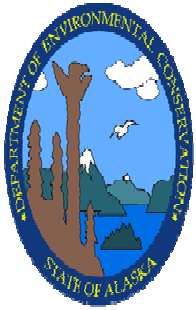 DEPARTMENT OF ENVIRONMENTAL CONSERVATION
STATE OF ALASKA